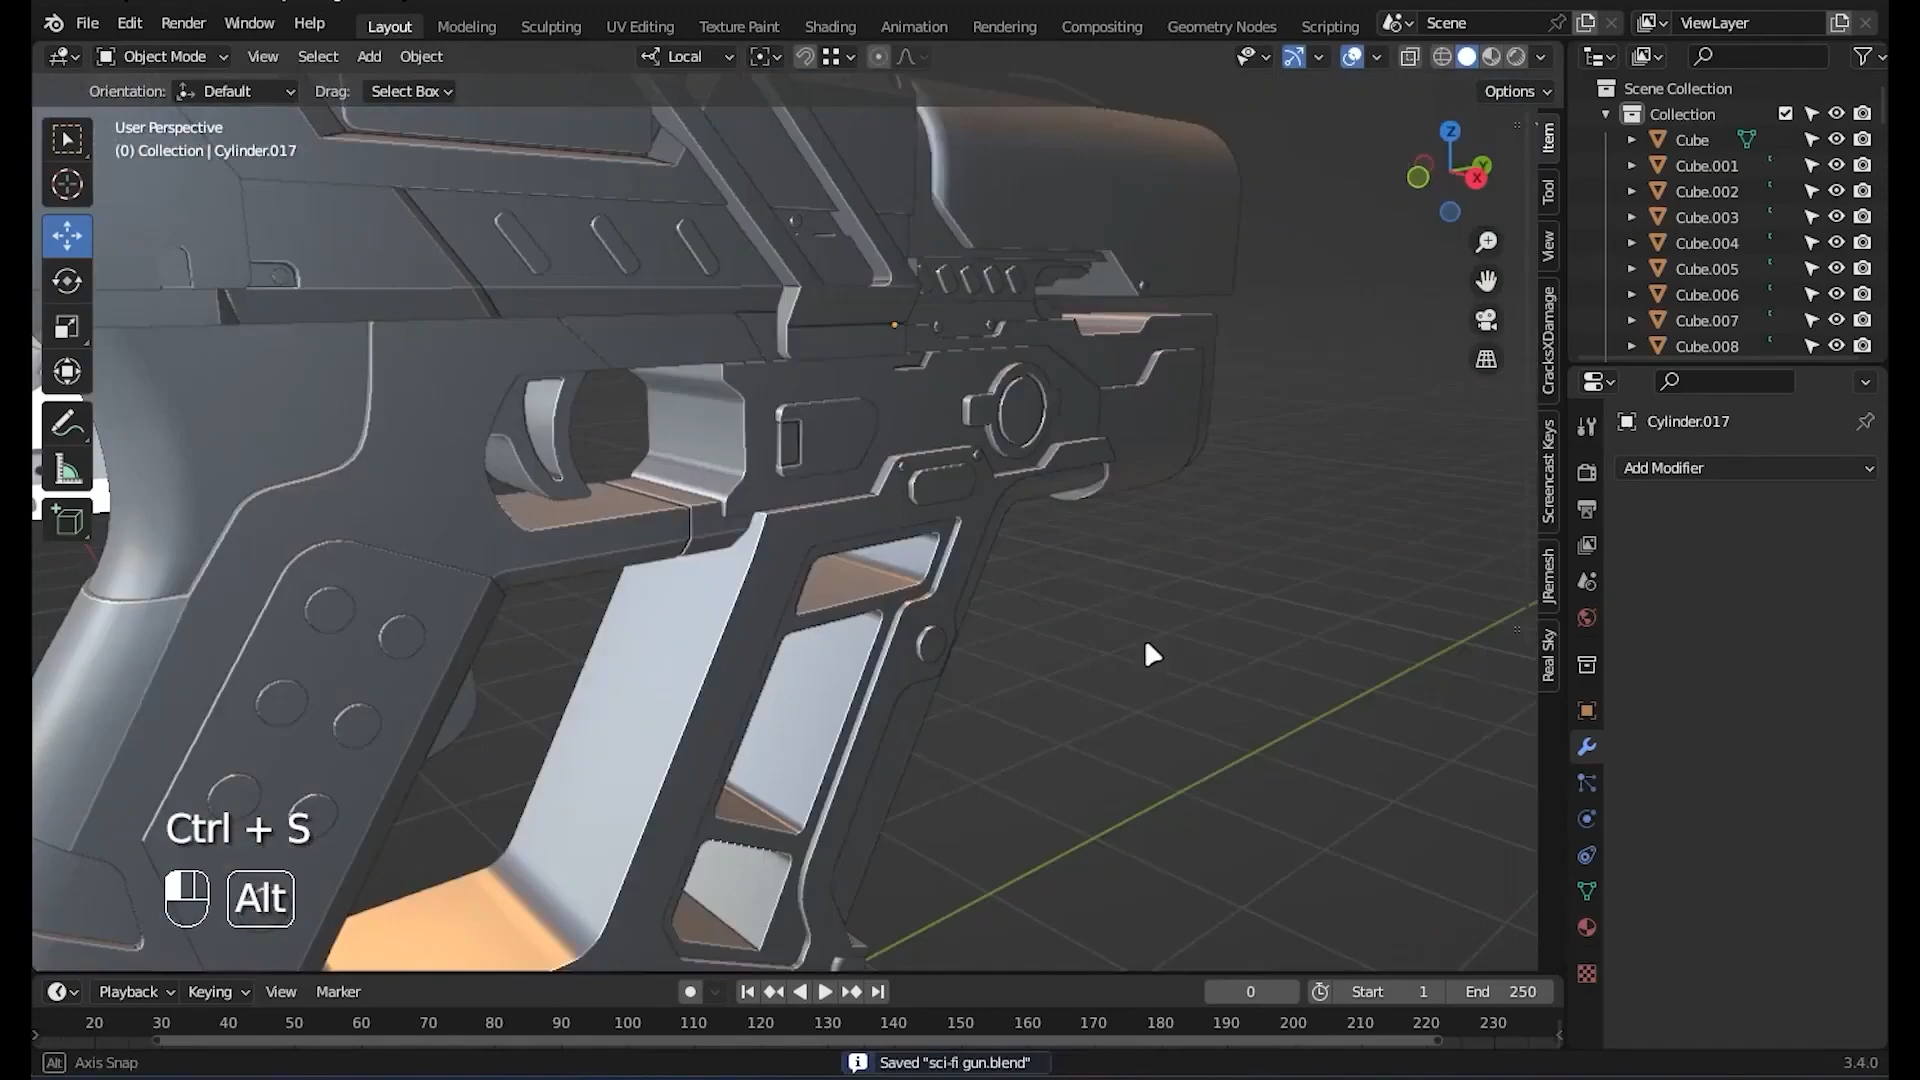 File Edit Render Window Help Layout Modeling Sculpting UV Editing Texture Paint Shading Animation Rendering Compositing Geometry Nodes Scripting Scene ViewLayer
Object Mode View Select Add Object Local
Orientation: Default Drag: Select Box Options
User Perspective
(0) Collection | Cylinder.017
Z
Y
X
Item
Tool
View
CracksXDamage
Screencast Keys
JRemesh
Real Sky
Scene Collection
Collection
Cube
Cube.001
Cube.002
Cube.003
Cube.004
Cube.005
Cube.006
Cube.007
Cube.008
Cylinder.017
Add Modifier
Ctrl + S
Alt
Playback Keying View Marker 0 Start 1 End 250
20 30 40 50 60 70 80 90 100 110 120 130 140 150 160 170 180 190 200 210 220 230
Alt Axis Snap Saved "sci-fi gun.blend" 3.4.0